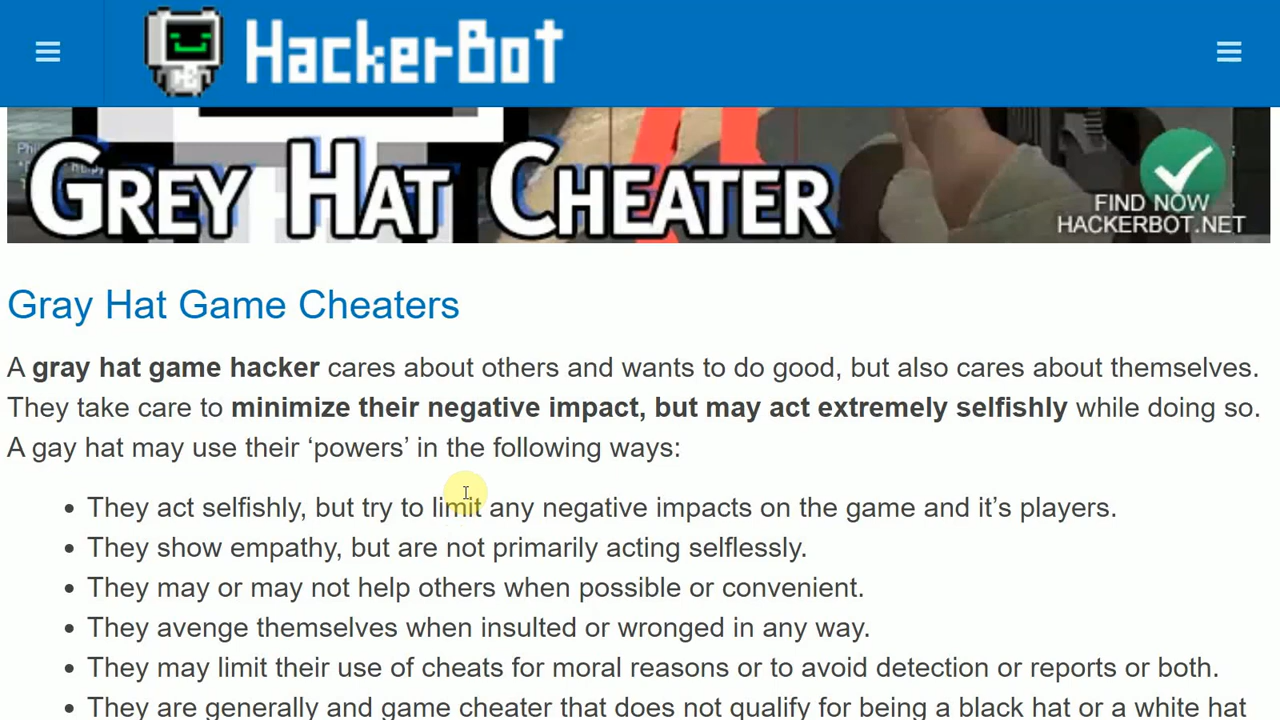 HackerBot
GREY HAT CHEATER
FIND NOW
HACKERBOT.NET
Gray Hat Game Cheaters
A gray hat game hacker cares about others and wants to do good, but also cares about themselves.
They take care to minimize their negative impact, but may act extremely selfishly while doing so.
A gay hat may use their ‘powers’ in the following ways:
• They act selfishly, but try to limit any negative impacts on the game and it’s players.
• They show empathy, but are not primarily acting selflessly.
• They may or may not help others when possible or convenient.
• They avenge themselves when insulted or wronged in any way.
• They may limit their use of cheats for moral reasons or to avoid detection or reports or both.
• They are generally and game cheater that does not qualify for being a black hat or a white hat